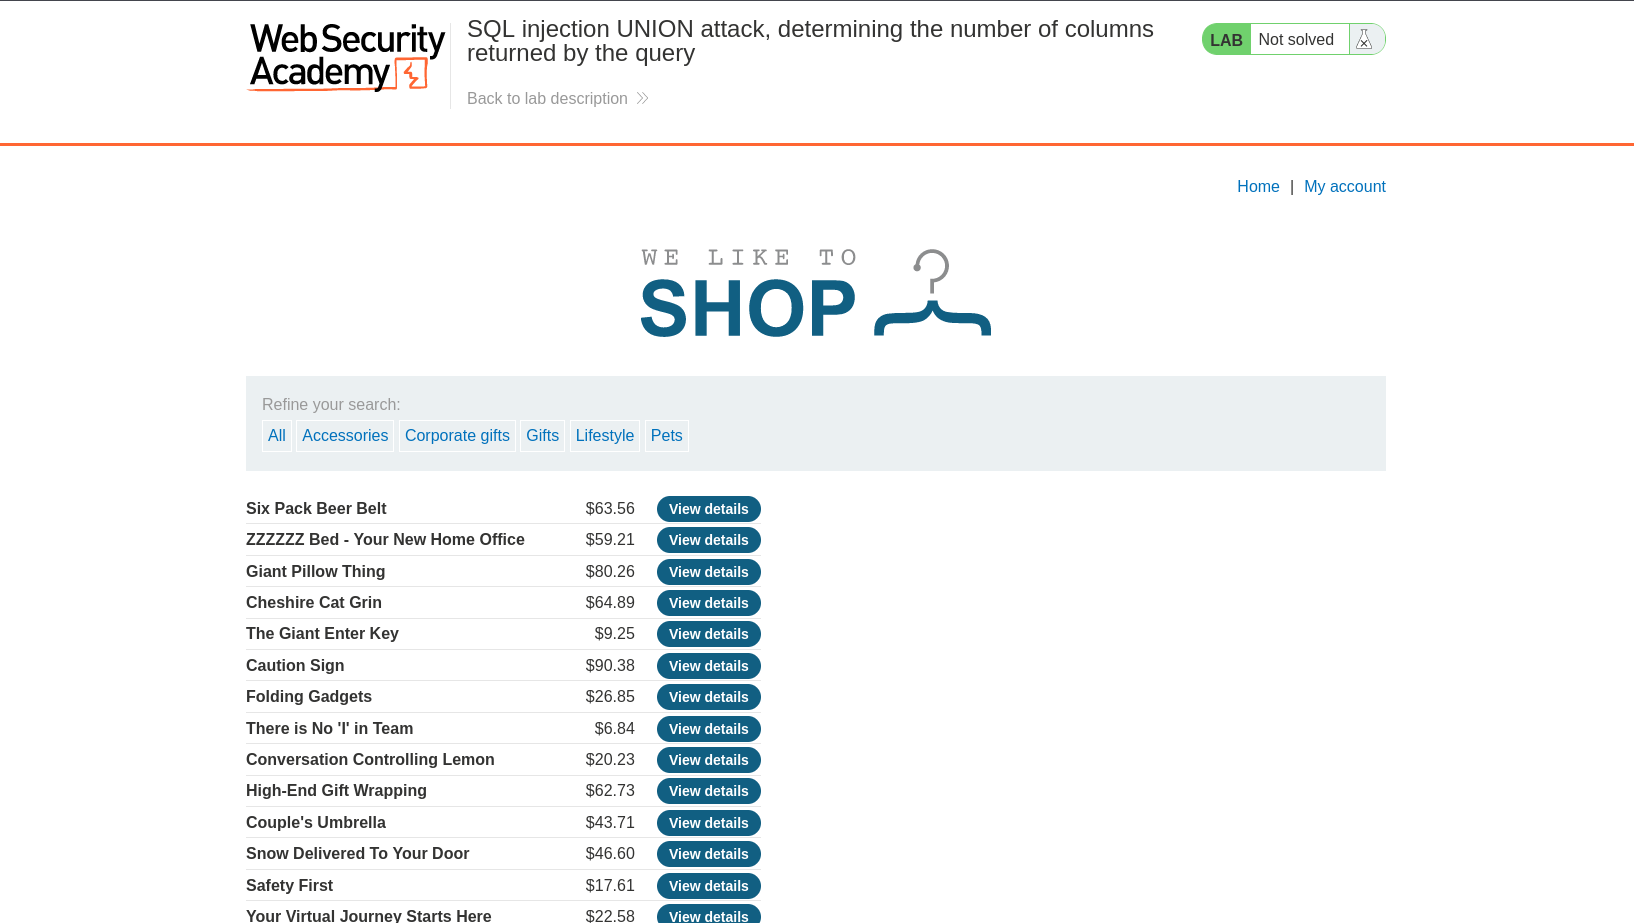 Web Security
Academy
SQL injection UNION attack, determining the number of columns
returned by the query
Back to lab description
LAB Not solved
Home | My account
WE LIKE TO
SHOP
Refine your search:
All Accessories Corporate gifts Gifts Lifestyle Pets
Six Pack Beer Belt $63.56 View details
ZZZZZZ Bed - Your New Home Office $59.21 View details
Giant Pillow Thing $80.26 View details
Cheshire Cat Grin $64.89 View details
The Giant Enter Key $9.25 View details
Caution Sign $90.38 View details
Folding Gadgets $26.85 View details
There is No 'I' in Team $6.84 View details
Conversation Controlling Lemon $20.23 View details
High-End Gift Wrapping $62.73 View details
Couple's Umbrella $43.71 View details
Snow Delivered To Your Door $46.60 View details
Safety First $17.61 View details
Your Virtual Journey Starts Here $22.58 View details